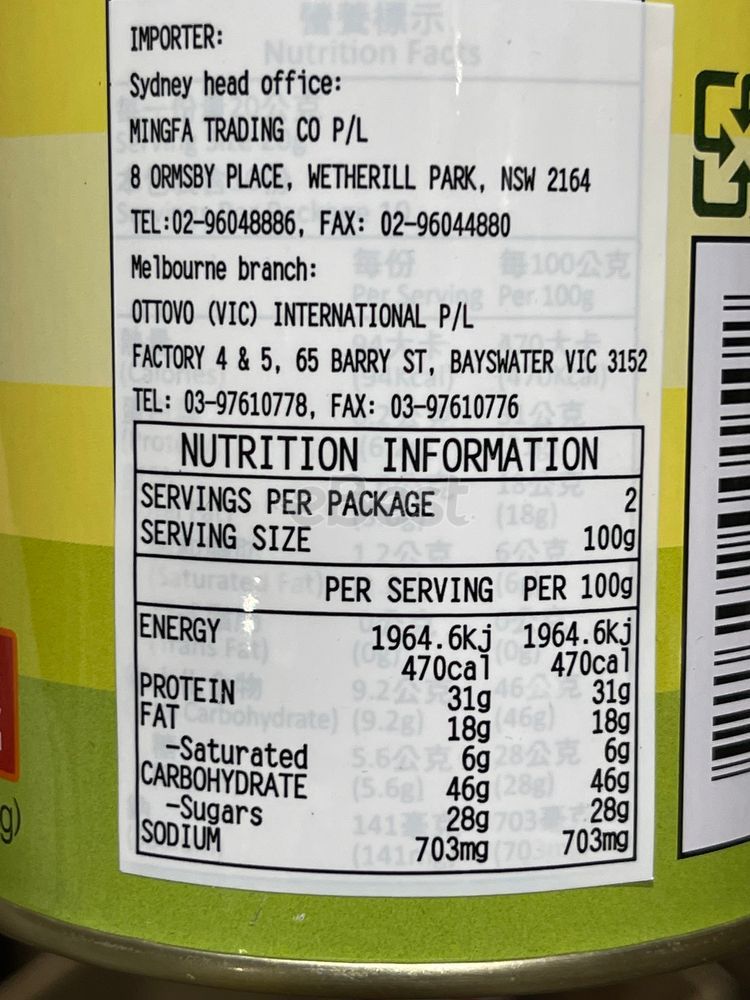 IMPORTER:
Sydney head office:
MINGFA TRADING CO P/L
8 ORMSBY PLACE, WETHERILL PARK, NSW 2164
TEL:02-96048886, FAX: 02-96044880
Melbourne branch:
OTTOVO (VIC) INTERNATIONAL P/L
FACTORY 4 & 5, 65 BARRY ST, BAYSWATER VIC 3152
TEL: 03-97610778, FAX: 03-97610776
NUTRITION INFORMATION
SERVINGS PER PACKAGE 2
SERVING SIZE 100g
PER SERVING PER 100g
ENERGY 1964.6kj 1964.6kj
470cal 470cal
PROTEIN 31g 31g
FAT 18g 18g
-Saturated 6g 6g
CARBOHYDRATE 46g 46g
-Sugars 28g 28g
SODIUM 703mg 703mg
g)